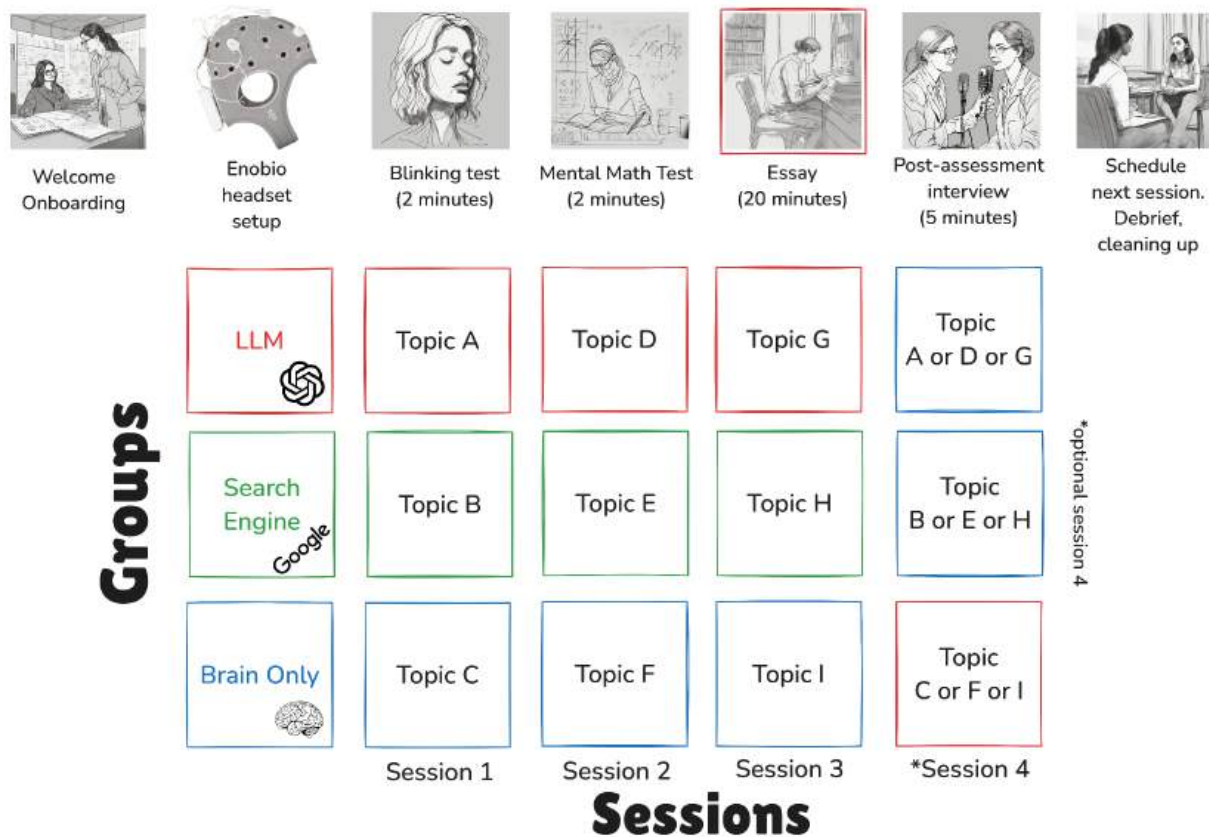 Welcome
Onboarding
Enobio
headset
setup
Blinking test
(2 minutes)
Mental Math Test
(2 minutes)
Essay
(20 minutes)
Post-assessment
interview
(5 minutes)
Schedule
next session.
Debrief,
cleaning up
Groups
LLM
Topic A
Topic D
Topic G
Topic
A or D or G
Search
Engine
Google
Topic B
Topic E
Topic H
Topic
B or E or H
*optional session 4
Brain Only
Topic C
Topic F
Topic I
Topic
C or F or I
Session 1
Session 2
Session 3
*Session 4
Sessions